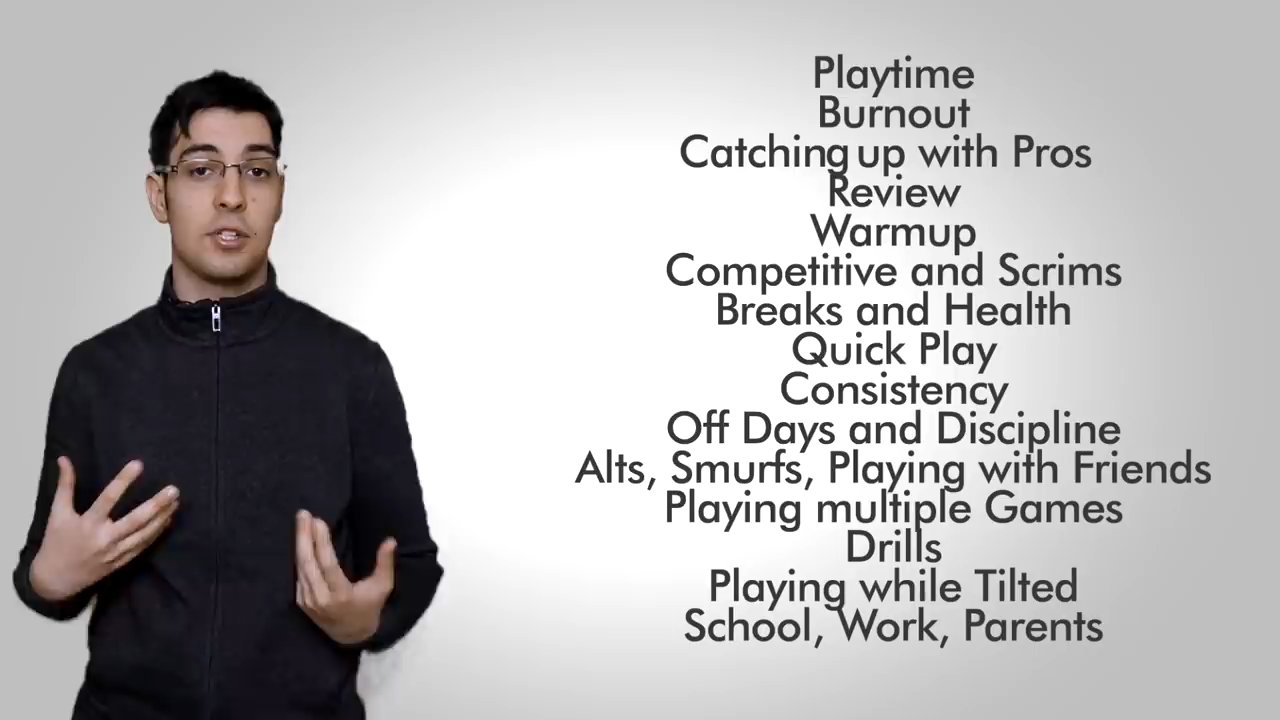 Playtime
Burnout
Catching up with Pros
Review
Warmup
Competitive and Scrims
Breaks and Health
Quick Play
Consistency
Off Days and Discipline
Alts, Smurfs, Playing with Friends
Playing multiple Games
Drills
Playing while Tilted
School, Work, Parents